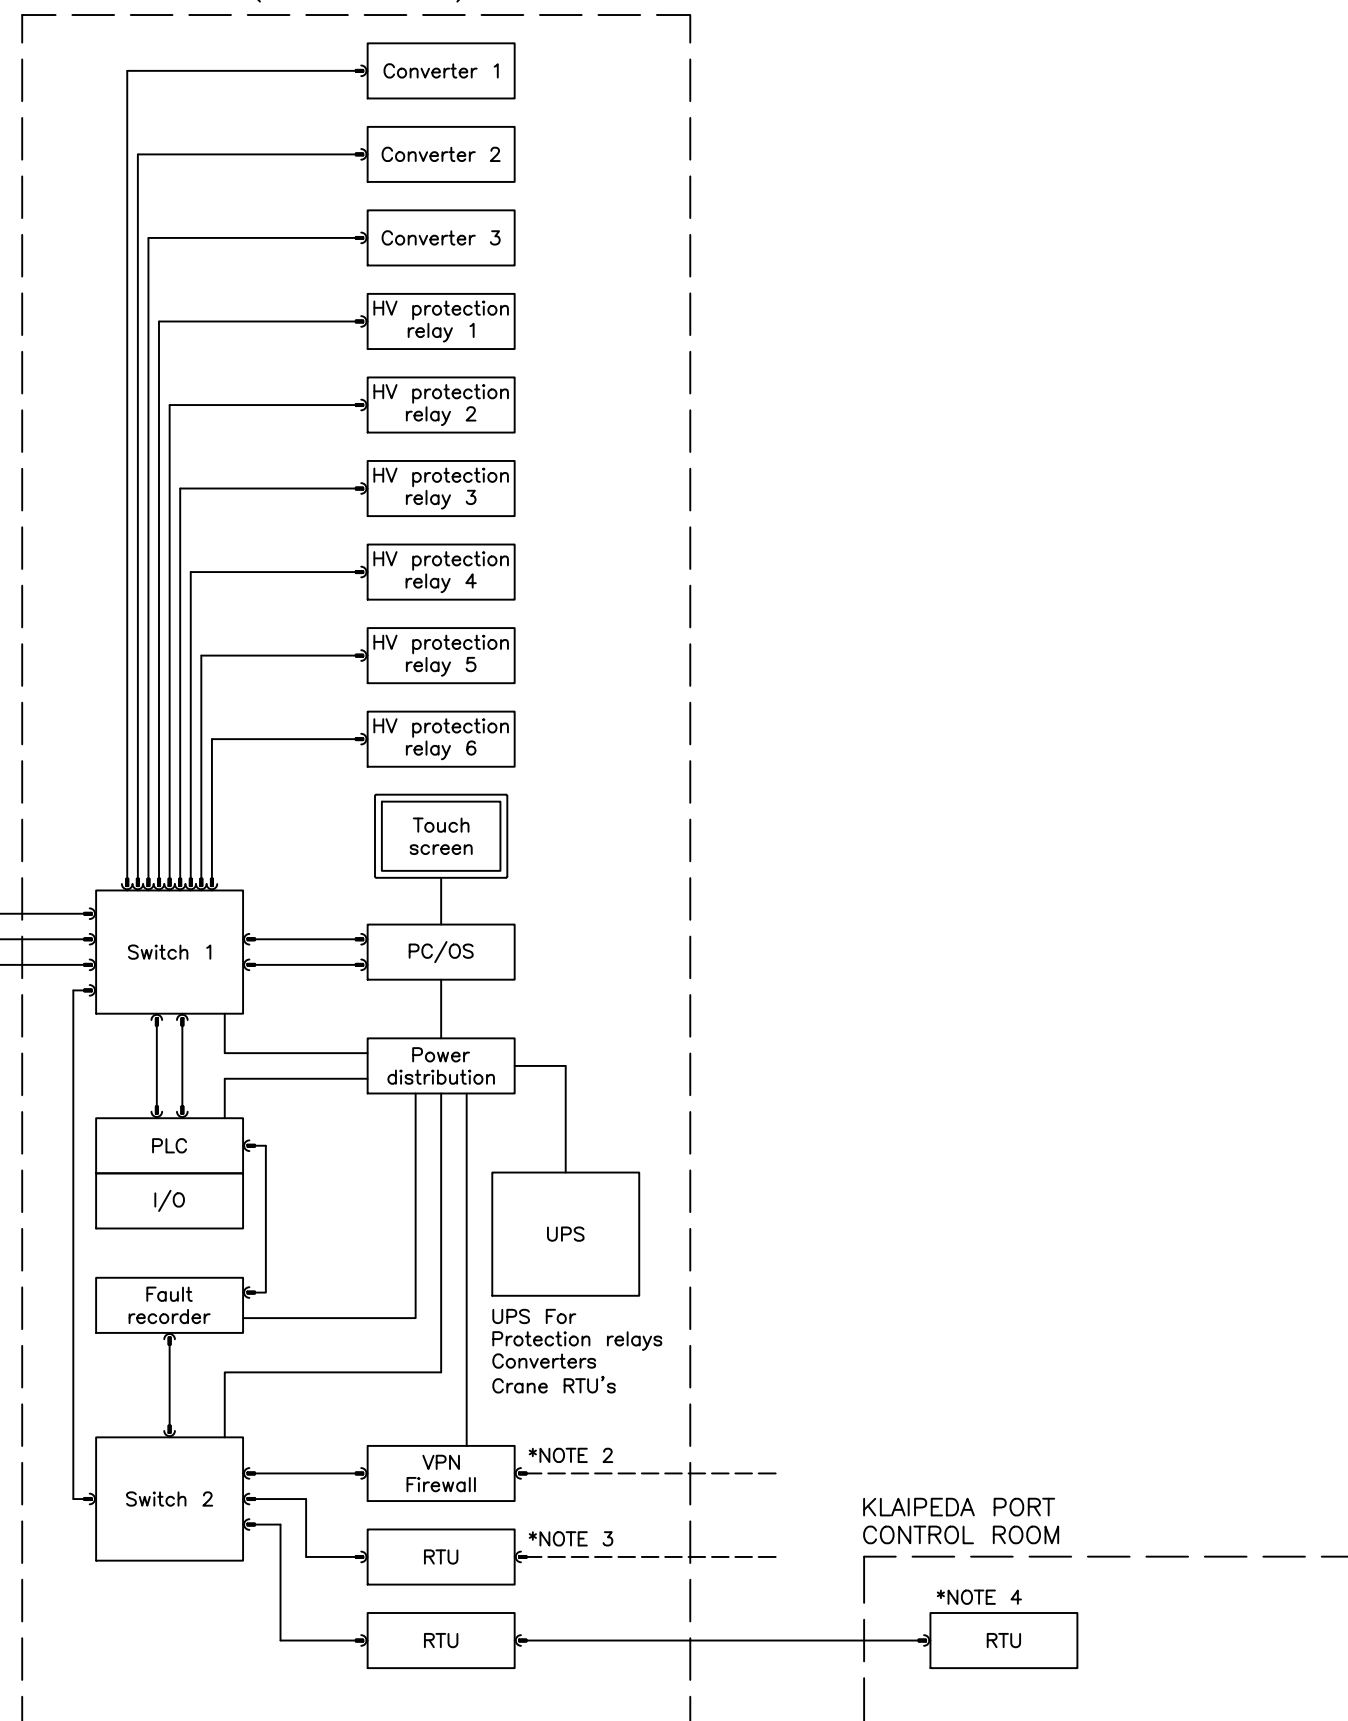 Converter 1
Converter 2
Converter 3
HV protection
relay 1
HV protection
relay 2
HV protection
relay 3
HV protection
relay 4
HV protection
relay 5
HV protection
relay 6
Touch
screen
Switch 1
PC/OS
Power
distribution
PLC
I/O
UPS
Fault
recorder
UPS For
Protection relays
Converters
Crane RTU's
Switch 2
VPN
Firewall
*NOTE 2
RTU
*NOTE 3
RTU
KLAIPEDA PORT
CONTROL ROOM
*NOTE 4
RTU